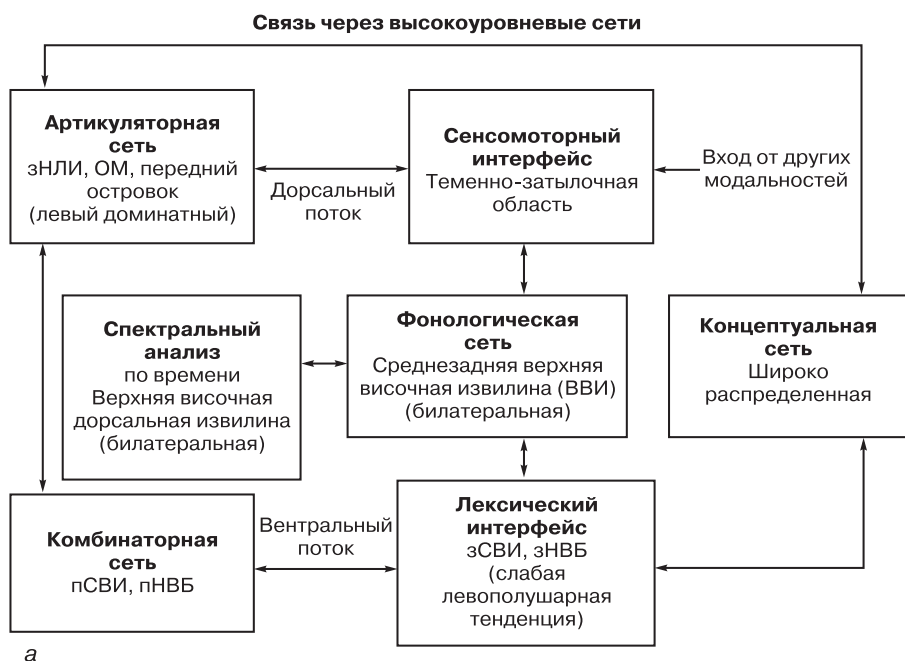 Связь через высокоуровневые сети
Артикуляторная
сеть
зНЛИ, ОМ, передний
островок
(левый доминатный)
Дорсальный
поток
Сенсомоторный
интерфейс
Теменно-затылочная
область
Вход от других
модальностей
Спектральный
анализ
по времени
Верхняя височная
дорсальная извилина
(билатеральная)
Фонологическая
сеть
Среднезадняя верхняя
височная извилина (ВВИ)
(билатеральная)
Концептуальная
сеть
Широко
распределенная
Комбинаторная
сеть
пСВИ, пНВБ
Вентральный
поток
Лексический
интерфейс
зСВИ, зНВБ
(слабая
левополушарная
тенденция)
а